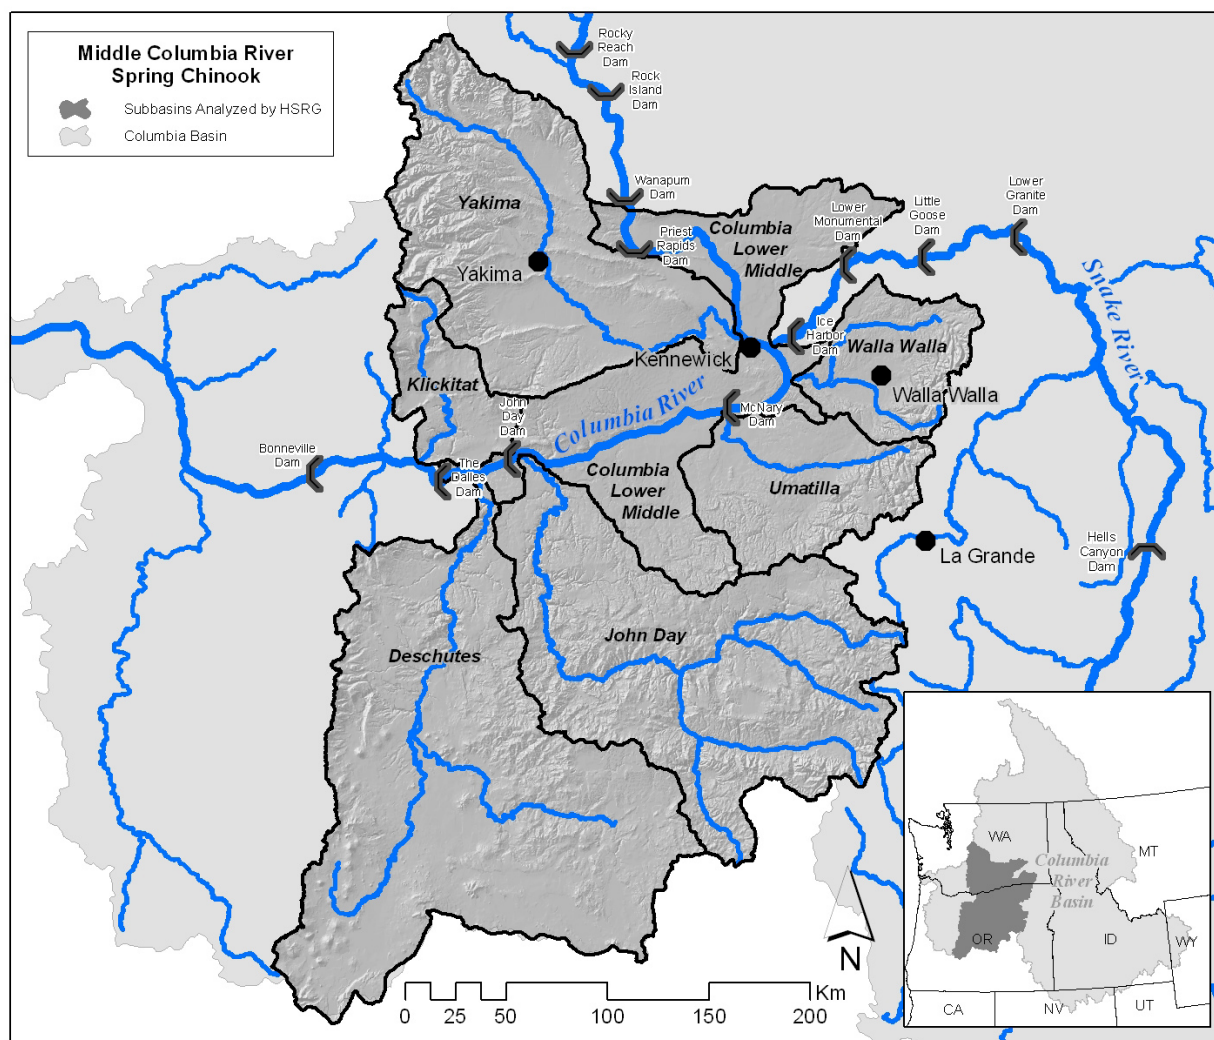 Middle Columbia River
Spring Chinook
Subbasins Analyzed by HSRG
Columbia Basin
Rocky
Reach
Dam
Rock
Island
Dam
Wanapum
Dam
Priest
Rapids
Dam
Columbia
Lower
Middle
Lower
Monumental
Dam
Little
Goose
Dam
Lower
Granite
Dam
Snake River
Yakima
Yakima
Ice
Harbor
Dam
Walla Walla
Walla Walla
Kennewick
Klickitat
John
Day
Dam
Columbia River
McNary
Dam
Bonneville
Dam
The
Dalles
Dam
Columbia
Lower
Middle
Umatilla
La Grande
Hells
Canyon
Dam
John Day
Deschutes
WA
MT
Columbia
River
Basin
OR
ID
WY
CA
NV
UT
N
Km
0 25 50 100 150 200